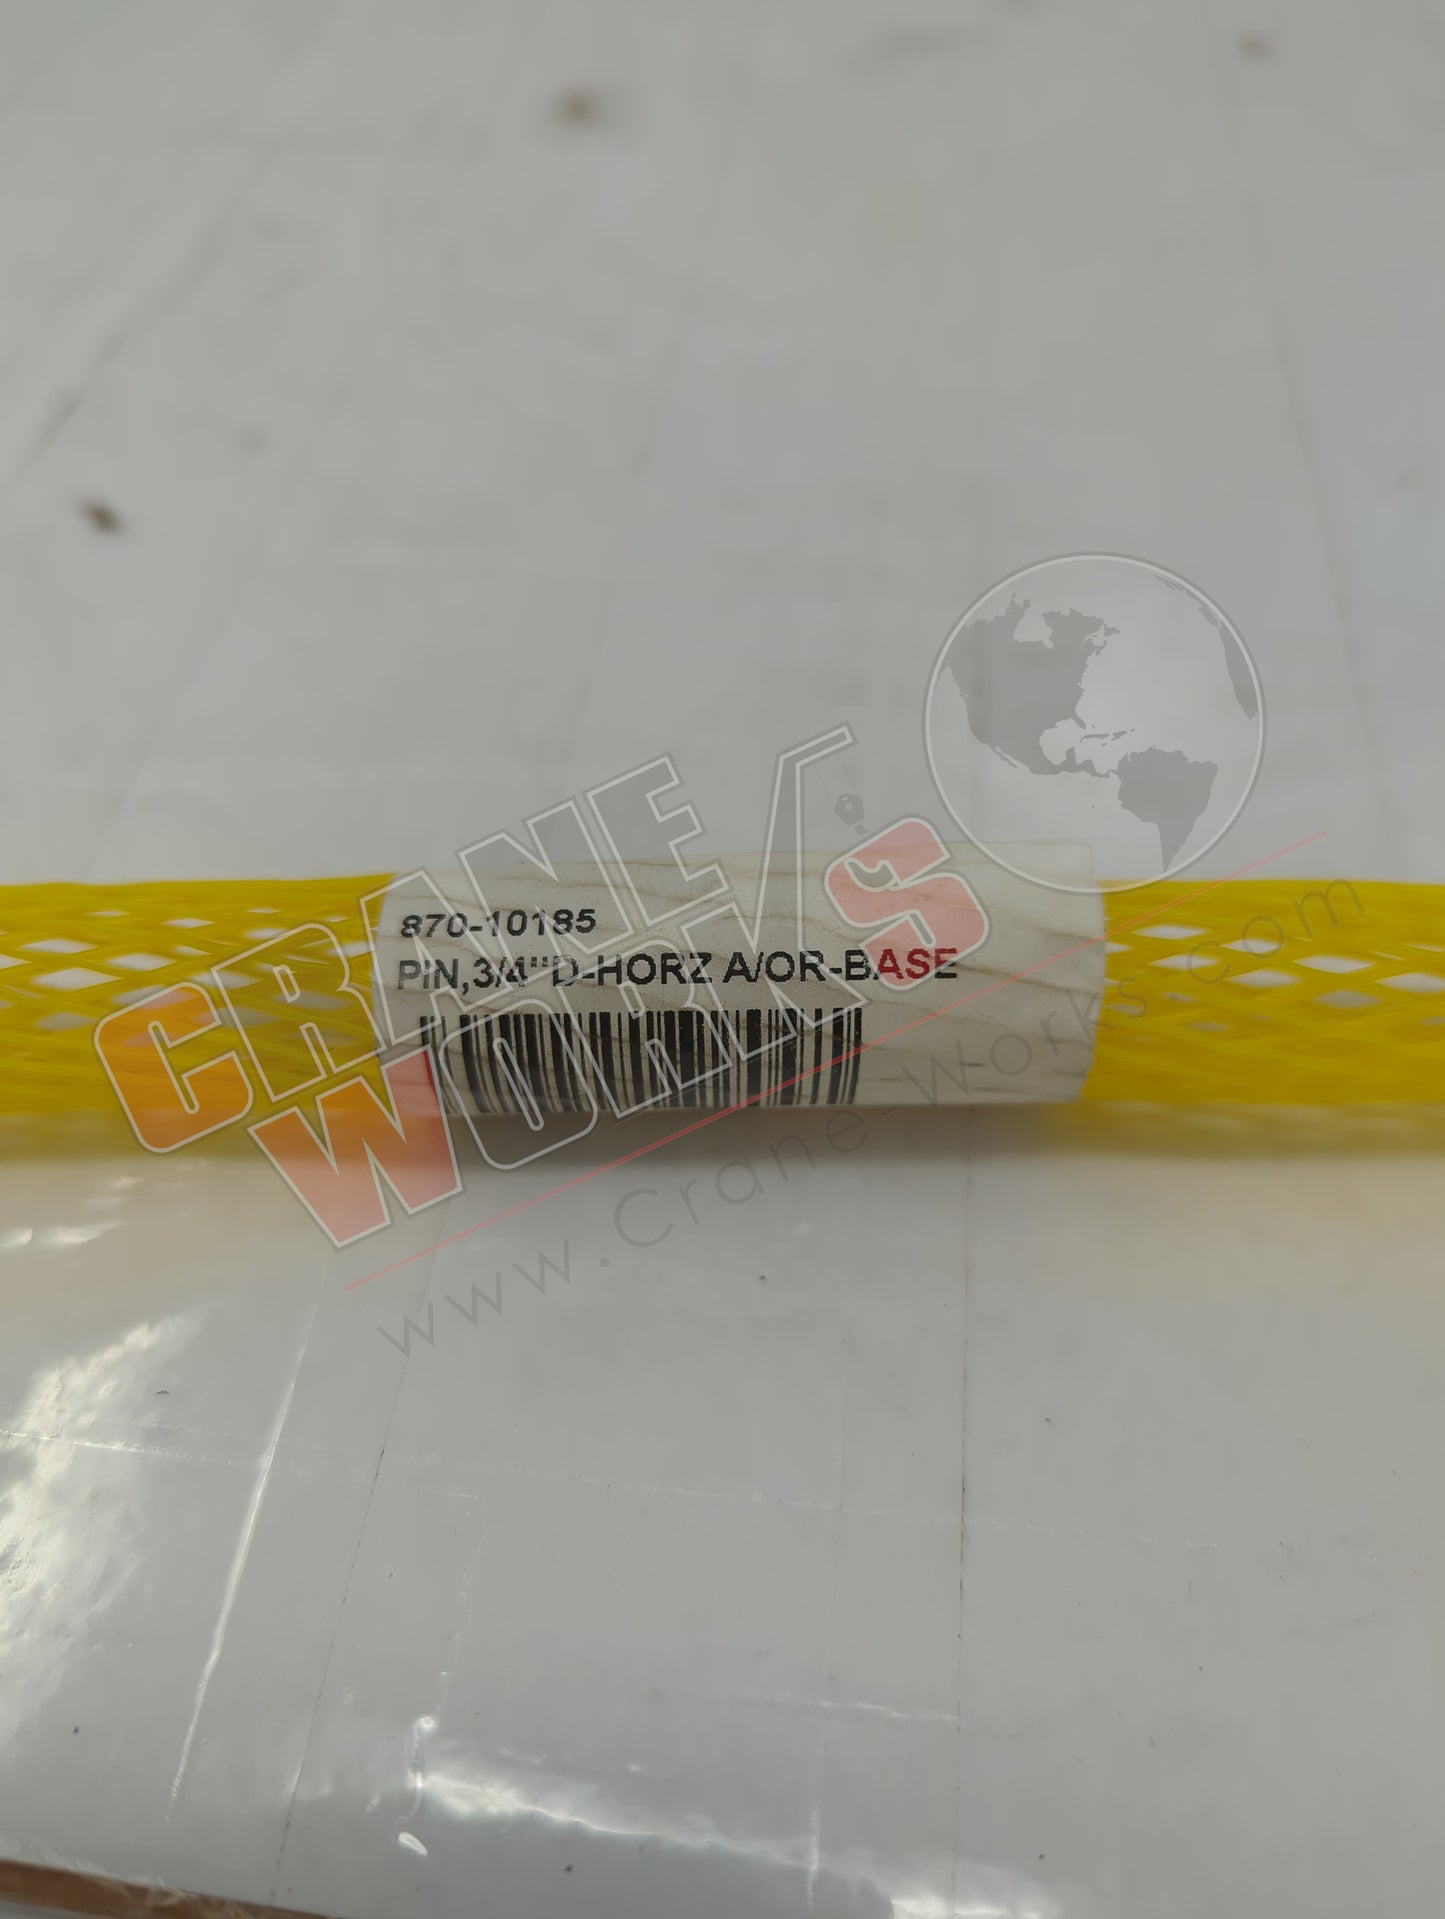 870-10185
PIN,3/4"D-HORZ A/OR-BASE
CRANE
WORKS
www.Crane-Works.com